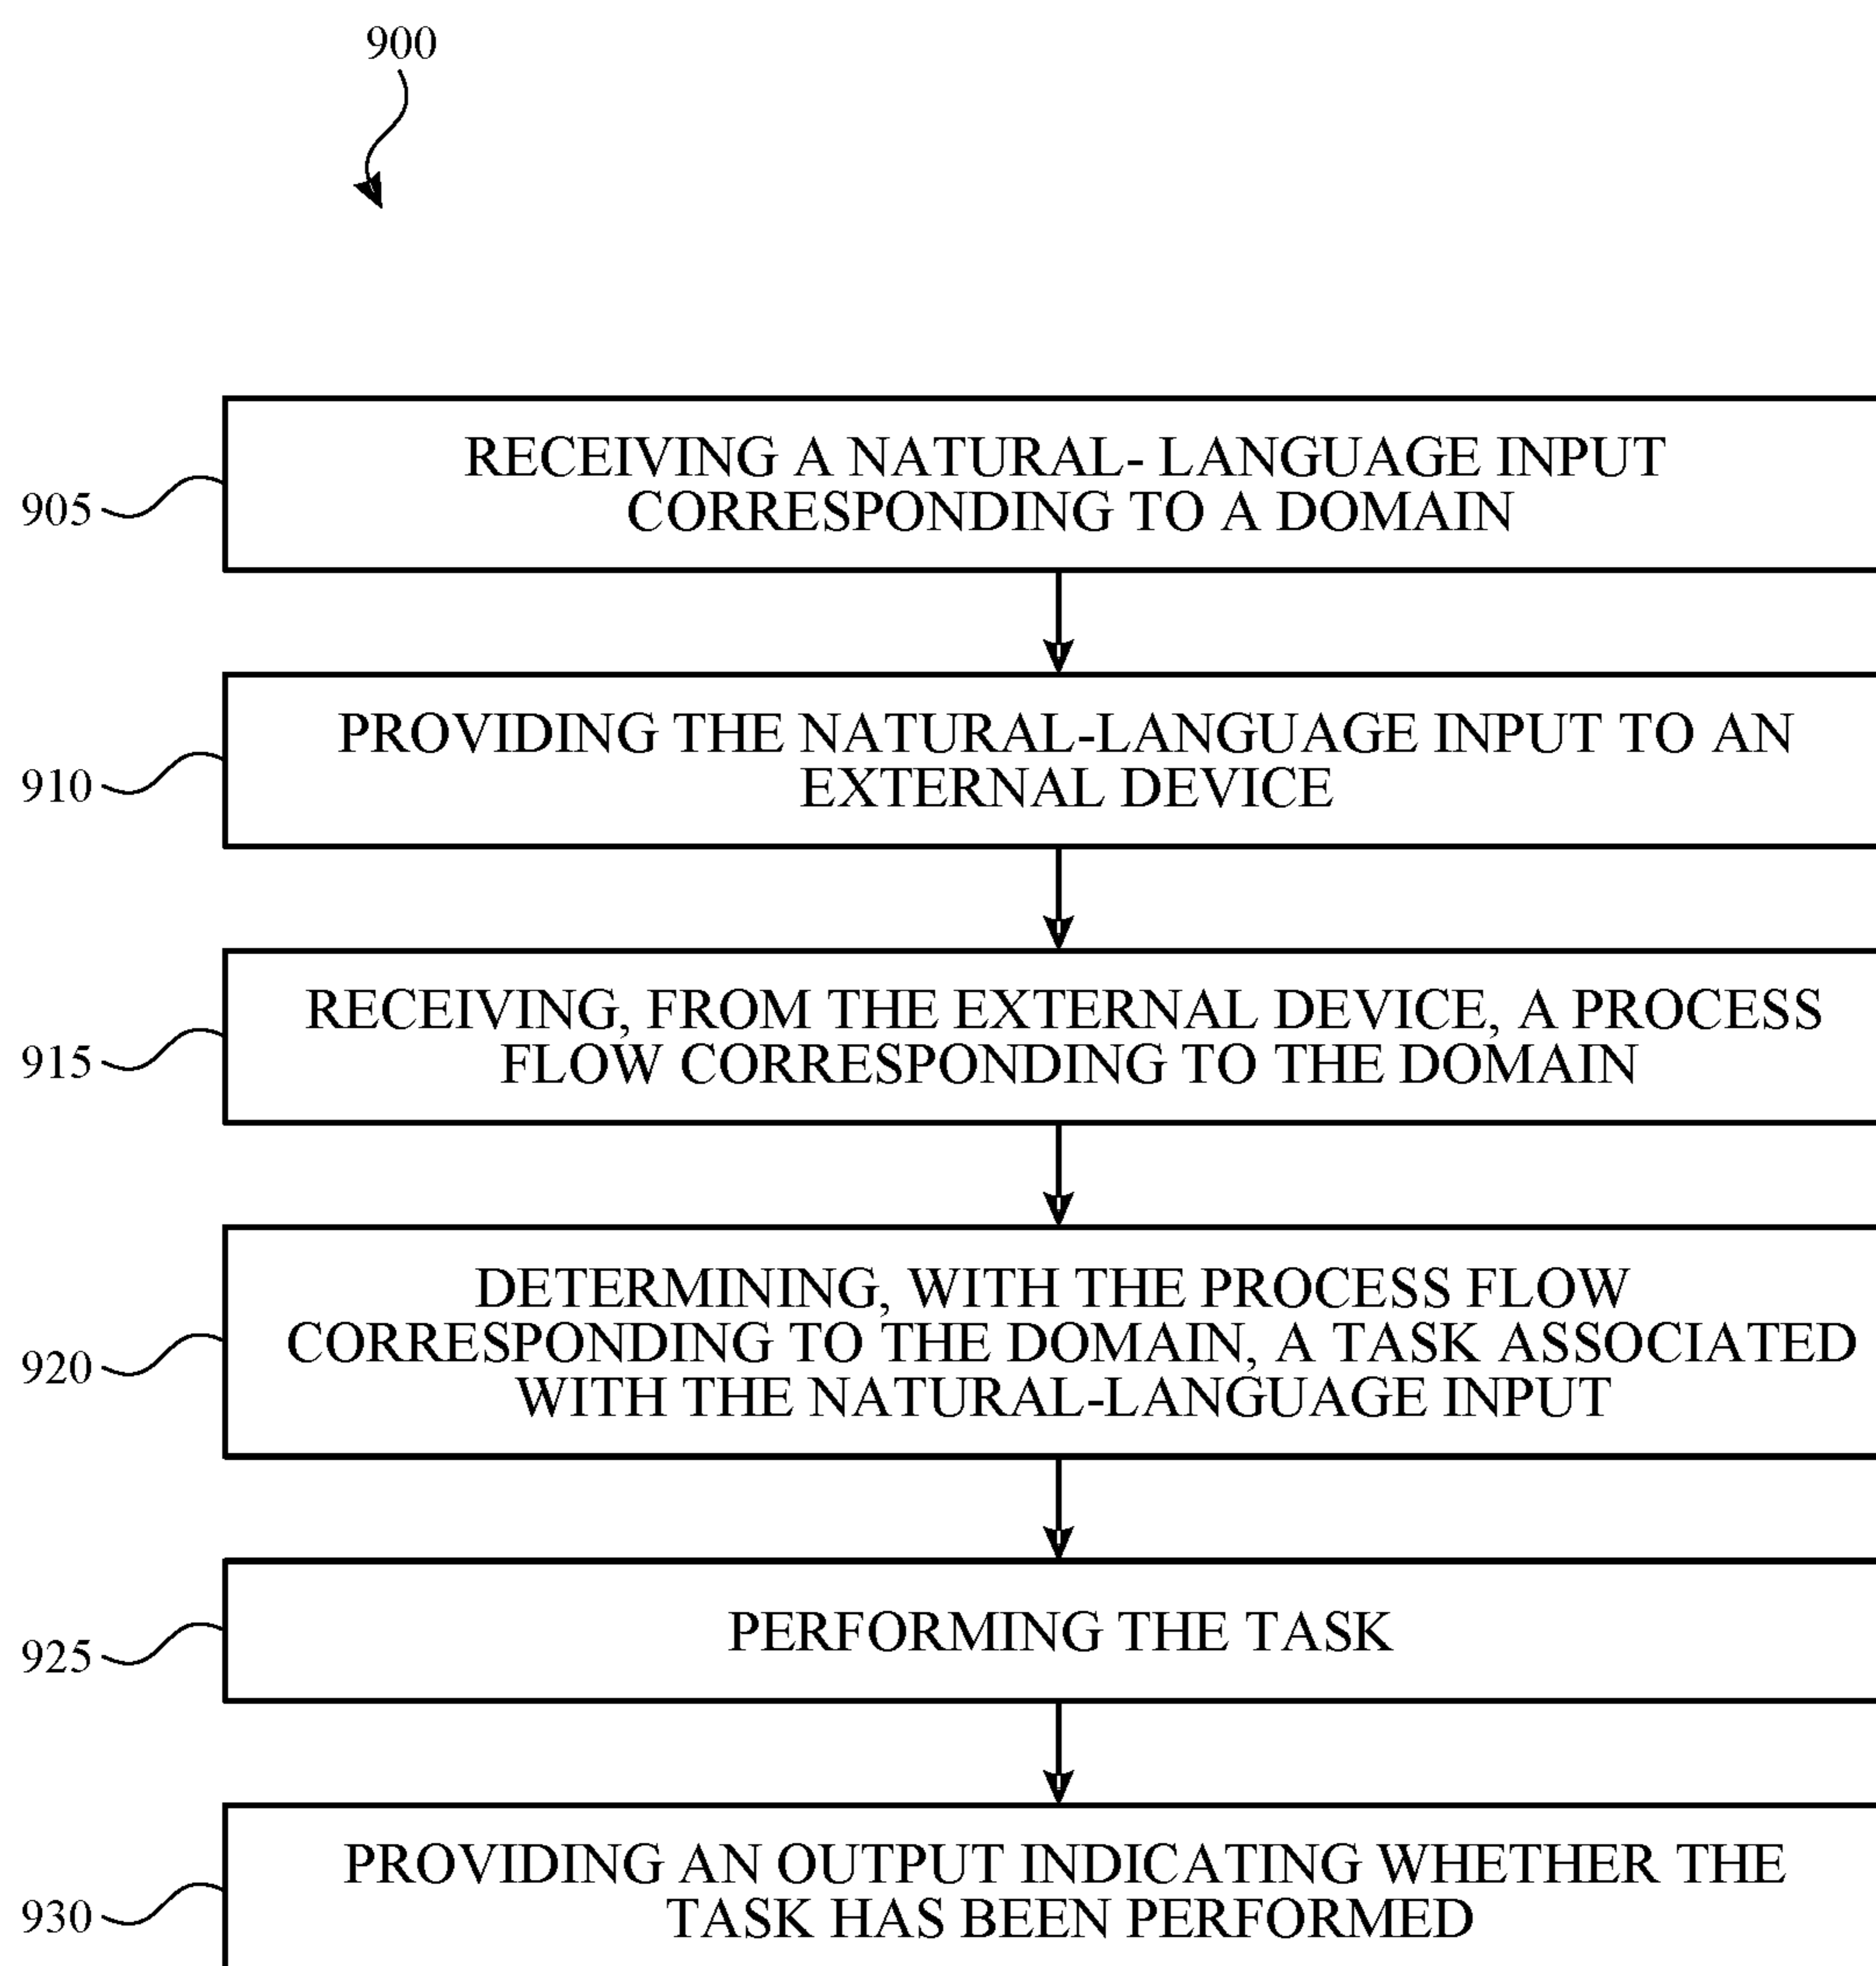 900
905
RECEIVING A NATURAL- LANGUAGE INPUT
CORRESPONDING TO A DOMAIN
910
PROVIDING THE NATURAL-LANGUAGE INPUT TO AN
EXTERNAL DEVICE
915
RECEIVING, FROM THE EXTERNAL DEVICE, A PROCESS
FLOW CORRESPONDING TO THE DOMAIN
920
DETERMINING, WITH THE PROCESS FLOW
CORRESPONDING TO THE DOMAIN, A TASK ASSOCIATED
WITH THE NATURAL-LANGUAGE INPUT
925
PERFORMING THE TASK
930
PROVIDING AN OUTPUT INDICATING WHETHER THE
TASK HAS BEEN PERFORMED